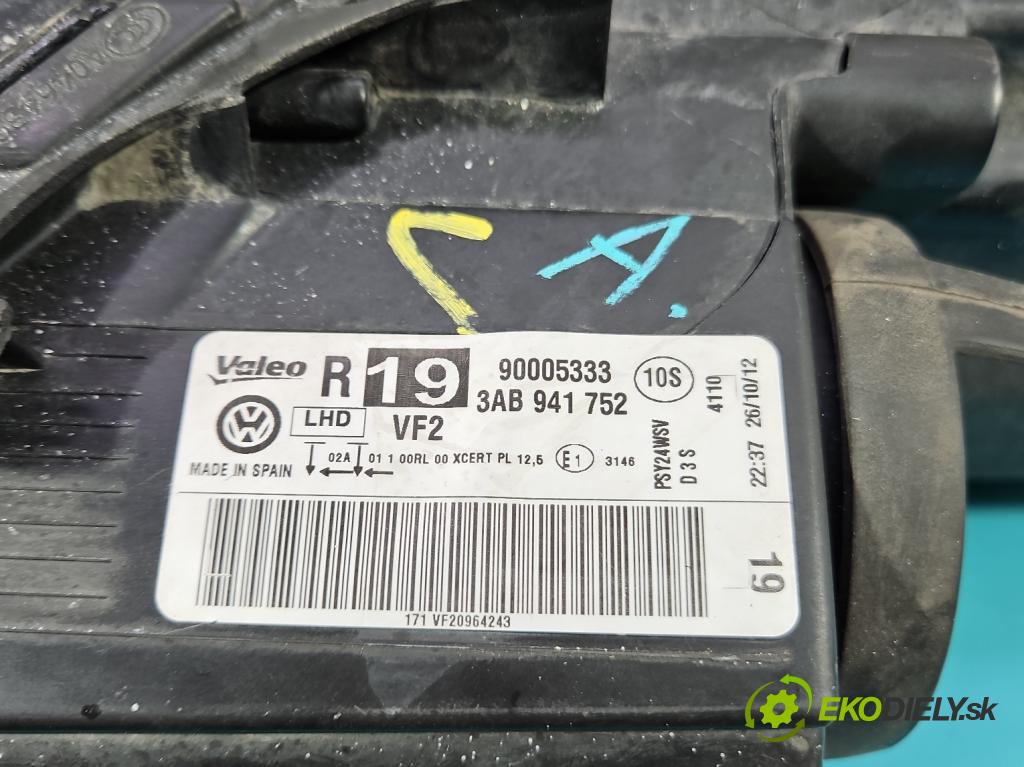 A.
Valeo
R 19
90005333
10S
3AB 941 752
LHD
VF2
MADE IN SPAIN
02A
01 1 00RL 00 XCERT PL 12,5
E1
3146
PSY24WSV
D3S
4110
22:37 26/10/12
19
171 VF20964243
EKODIELY.sk